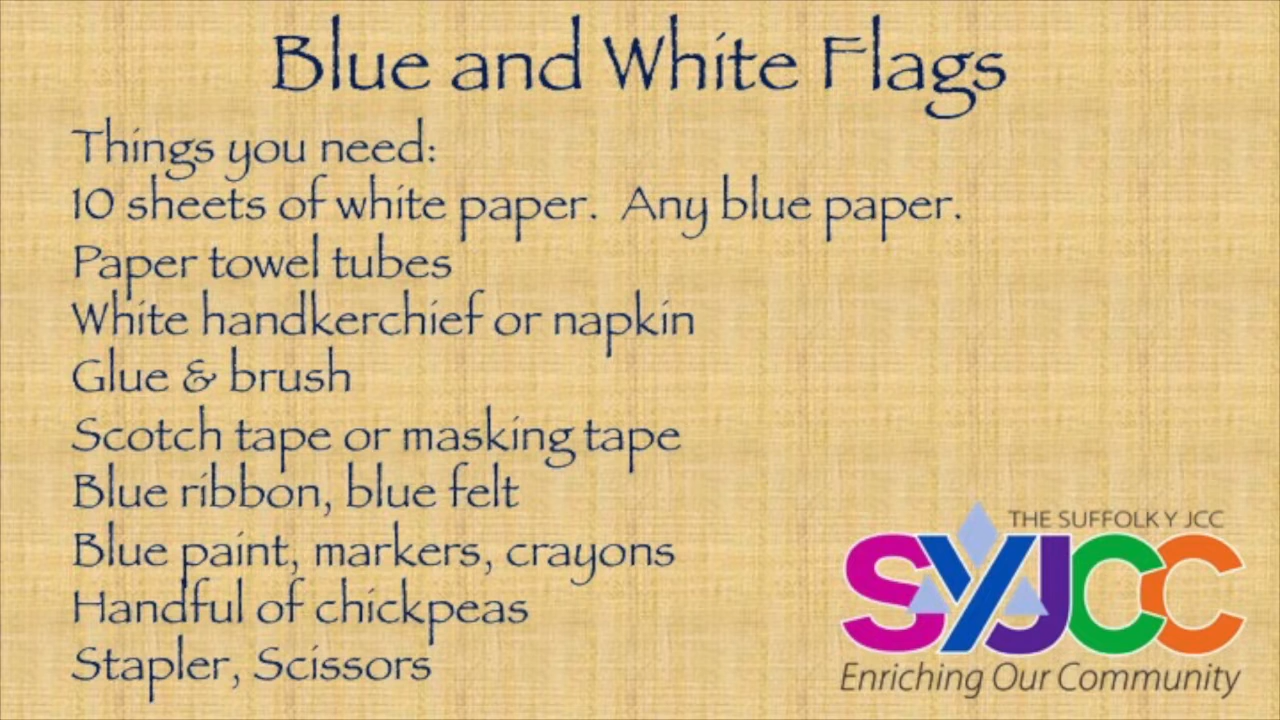 Blue and White Flags
Things you need:
10 sheets of white paper.  Any blue paper.
Paper towel tubes
White handkerchief or napkin
Glue & brush
Scotch tape or masking tape
Blue ribbon, blue felt
Blue paint, markers, crayons
Handful of chickpeas
Stapler, Scissors
THE SUFFOLK Y JCC
SYJCC
Enriching Our Community